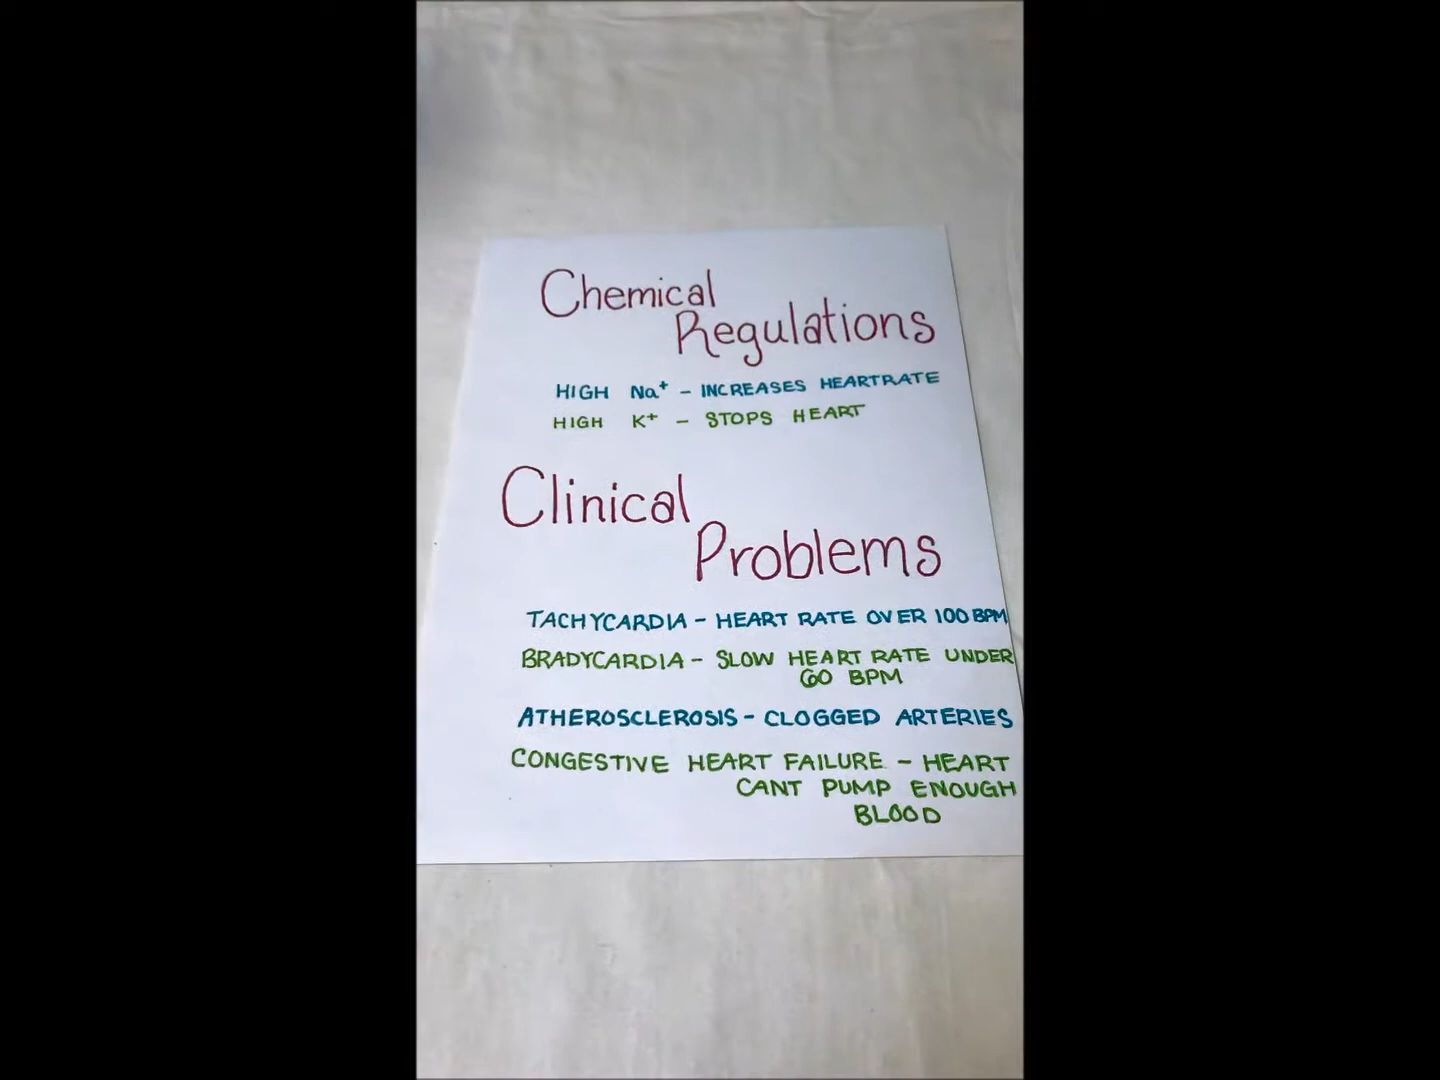 Chemical
Regulations
HIGH Na⁺ - INCREASES HEARTRATE
HIGH K⁺ - STOPS HEART
Clinical
Problems
TACHYCARDIA - HEART RATE OVER 100 BPM
BRADYCARDIA - SLOW HEART RATE UNDER
60 BPM
ATHEROSCLEROSIS - CLOGGED ARTERIES
CONGESTIVE HEART FAILURE - HEART
CANT PUMP ENOUGH
BLOOD